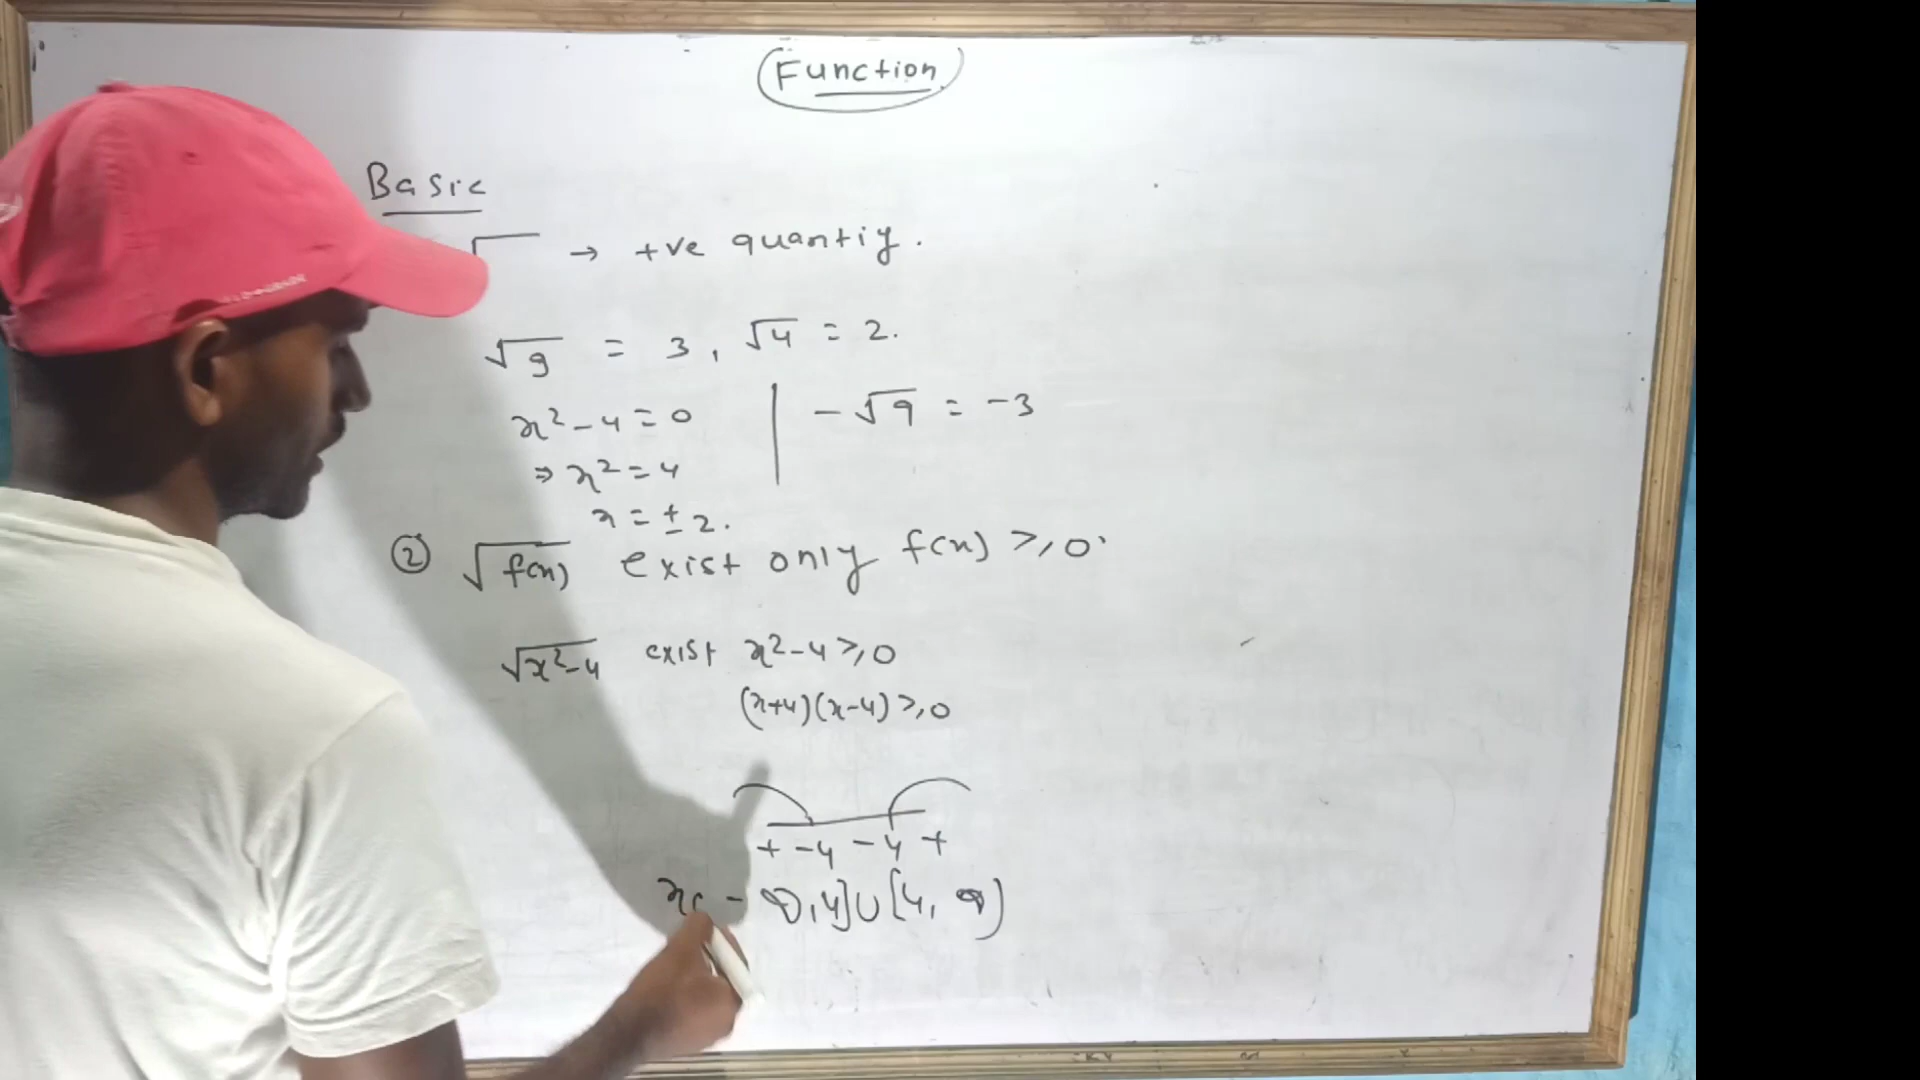 Function
Basic
√ → +ve quantiy.
√9 = 3, √4 = 2.
x²-4=0
-√9 = -3
⇒ x²=4
x = ±2.
② √f(x) exist only f(x) ≥ 0.
√x²-4 exist x²-4≥0
(x+4)(x-4)≥0
+ -4 - 4 +
x - ∞,4]∪[4, ∞)